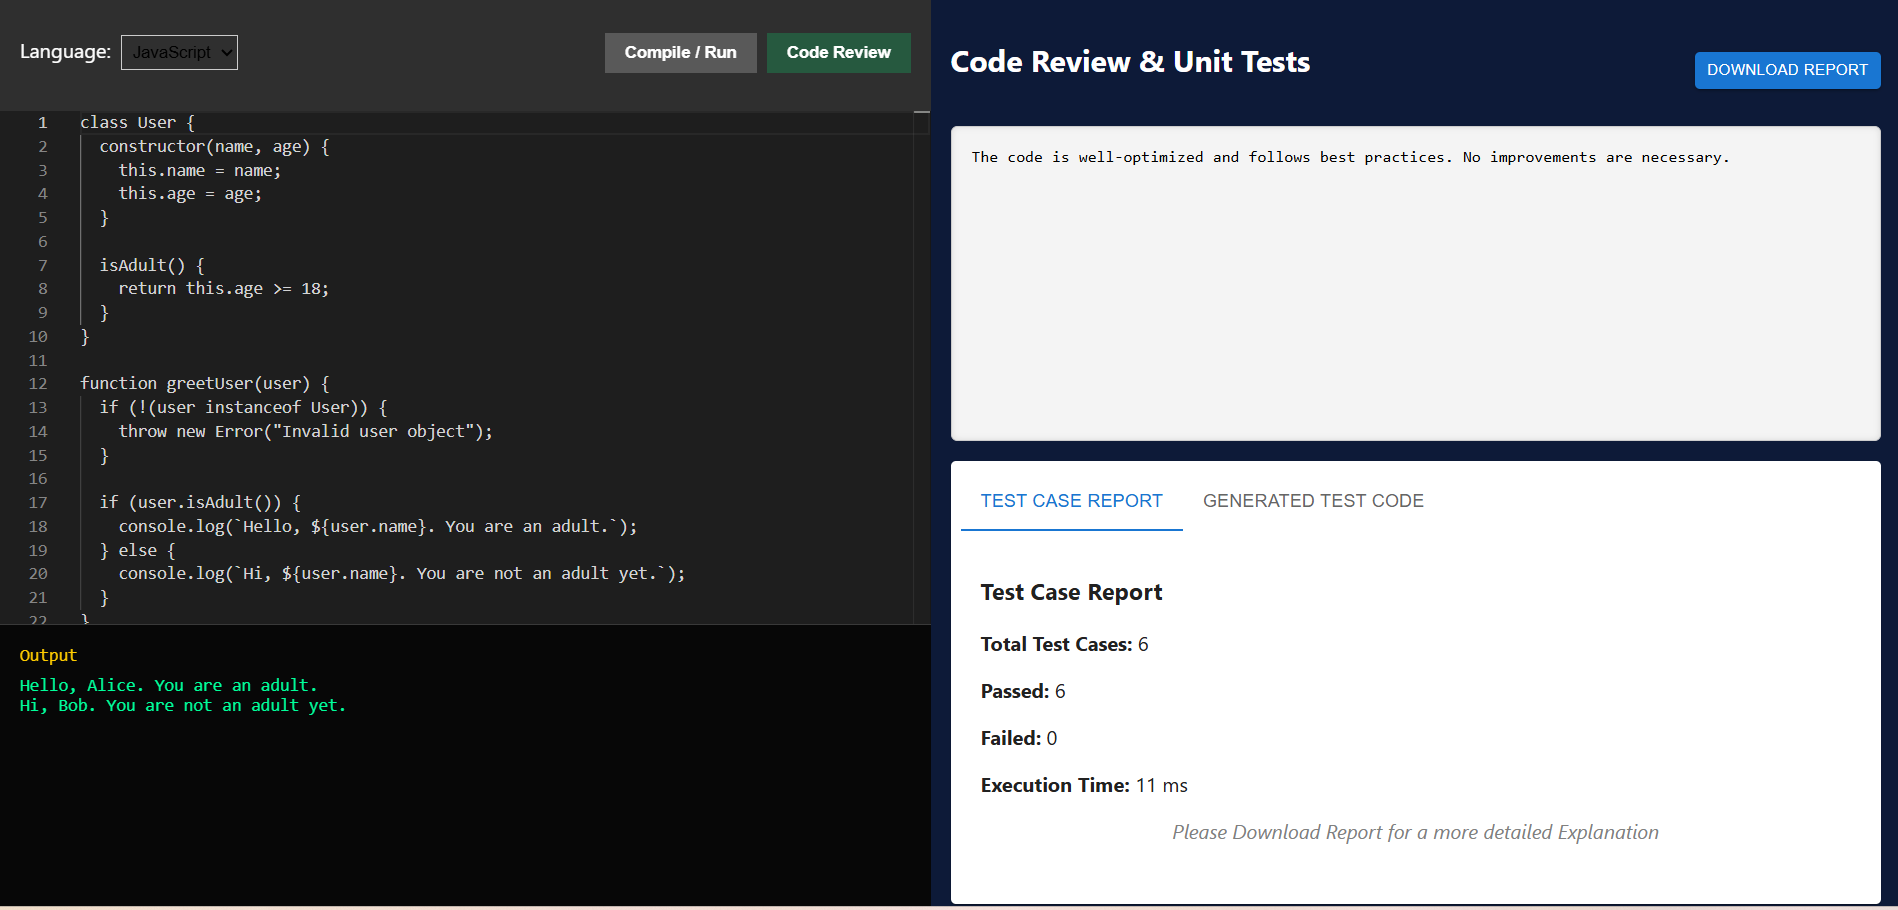 Language: JavaScript
Compile / Run
Code Review
1 class User {
2   constructor(name, age) {
3     this.name = name;
4     this.age = age;
5   }
6
7   isAdult() {
8     return this.age >= 18;
9   }
10 }
11
12 function greetUser(user) {
13   if (!(user instanceof User)) {
14     throw new Error("Invalid user object");
15   }
16
17   if (user.isAdult()) {
18     console.log(`Hello, ${user.name}. You are an adult.`);
19   } else {
20     console.log(`Hi, ${user.name}. You are not an adult yet.`);
21   }
22 }
Output
Hello, Alice. You are an adult.
Hi, Bob. You are not an adult yet.
Code Review & Unit Tests
DOWNLOAD REPORT
The code is well-optimized and follows best practices. No improvements are necessary.
TEST CASE REPORT
GENERATED TEST CODE
Test Case Report
Total Test Cases: 6
Passed: 6
Failed: 0
Execution Time: 11 ms
Please Download Report for a more detailed Explanation